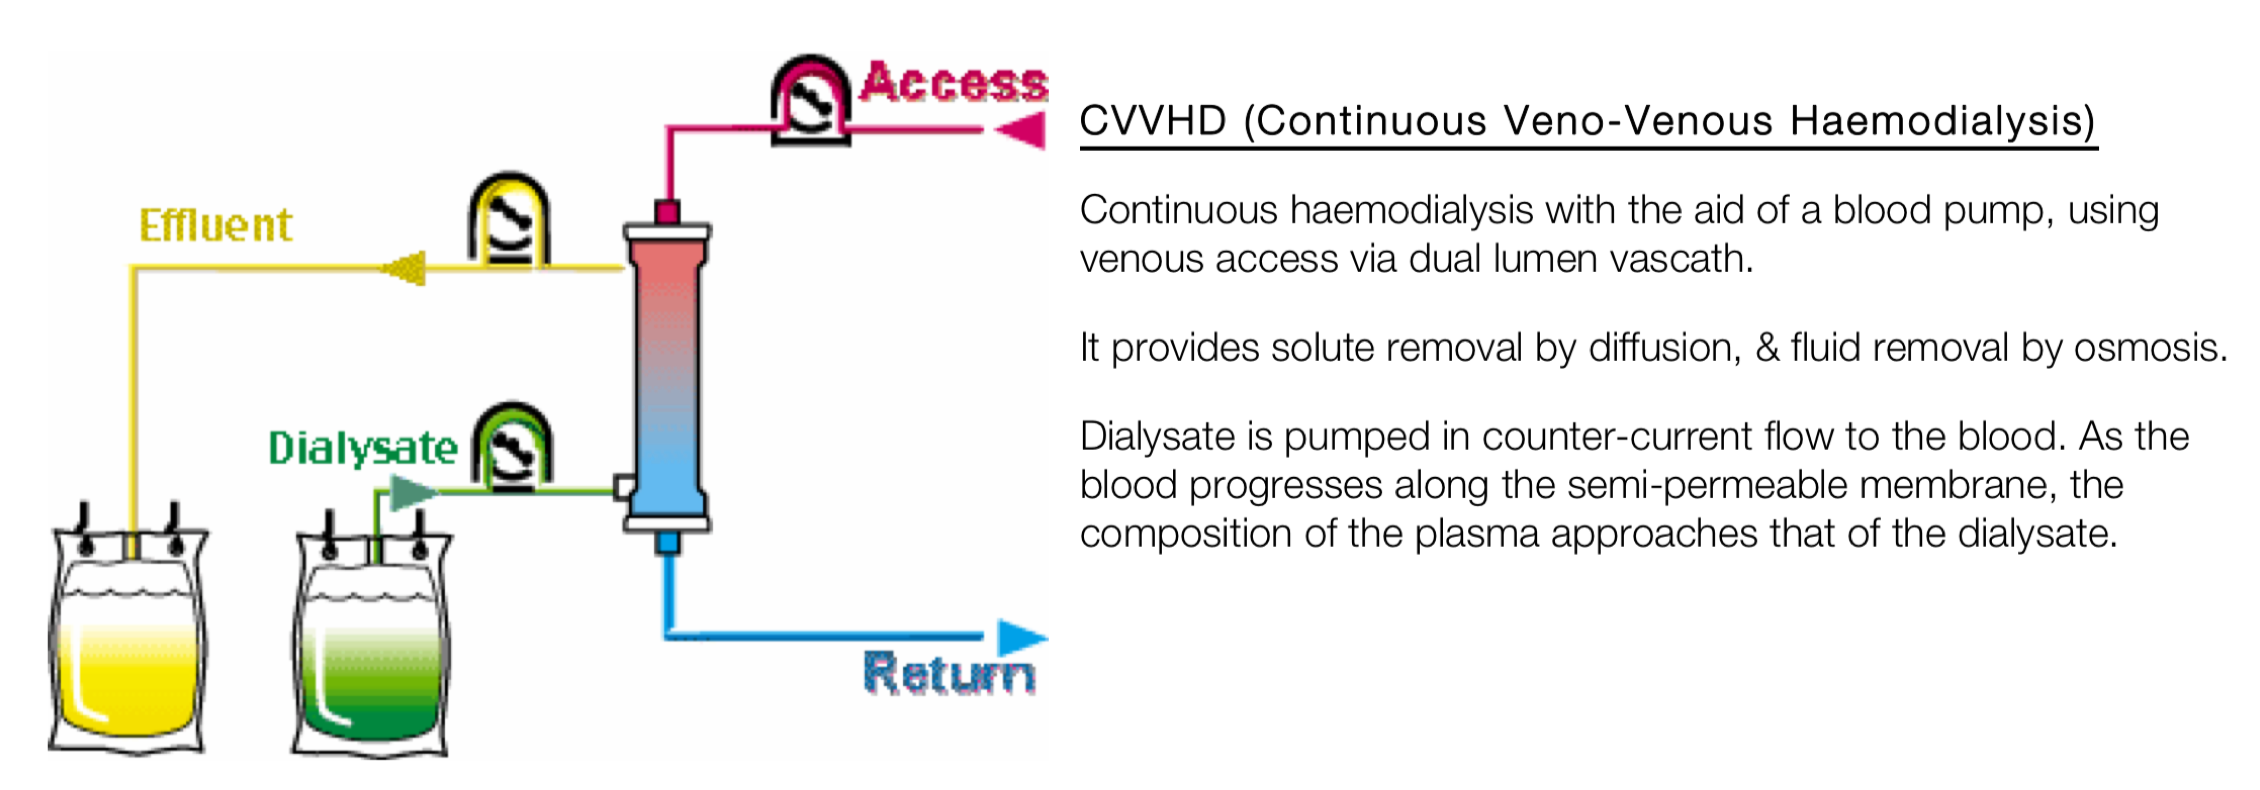 Access
Effluent
Dialysate
Return
CVVHD (Continuous Veno-Venous Haemodialysis)
Continuous haemodialysis with the aid of a blood pump, using
venous access via dual lumen vascath.
It provides solute removal by diffusion, & fluid removal by osmosis.
Dialysate is pumped in counter-current flow to the blood. As the
blood progresses along the semi-permeable membrane, the
composition of the plasma approaches that of the dialysate.